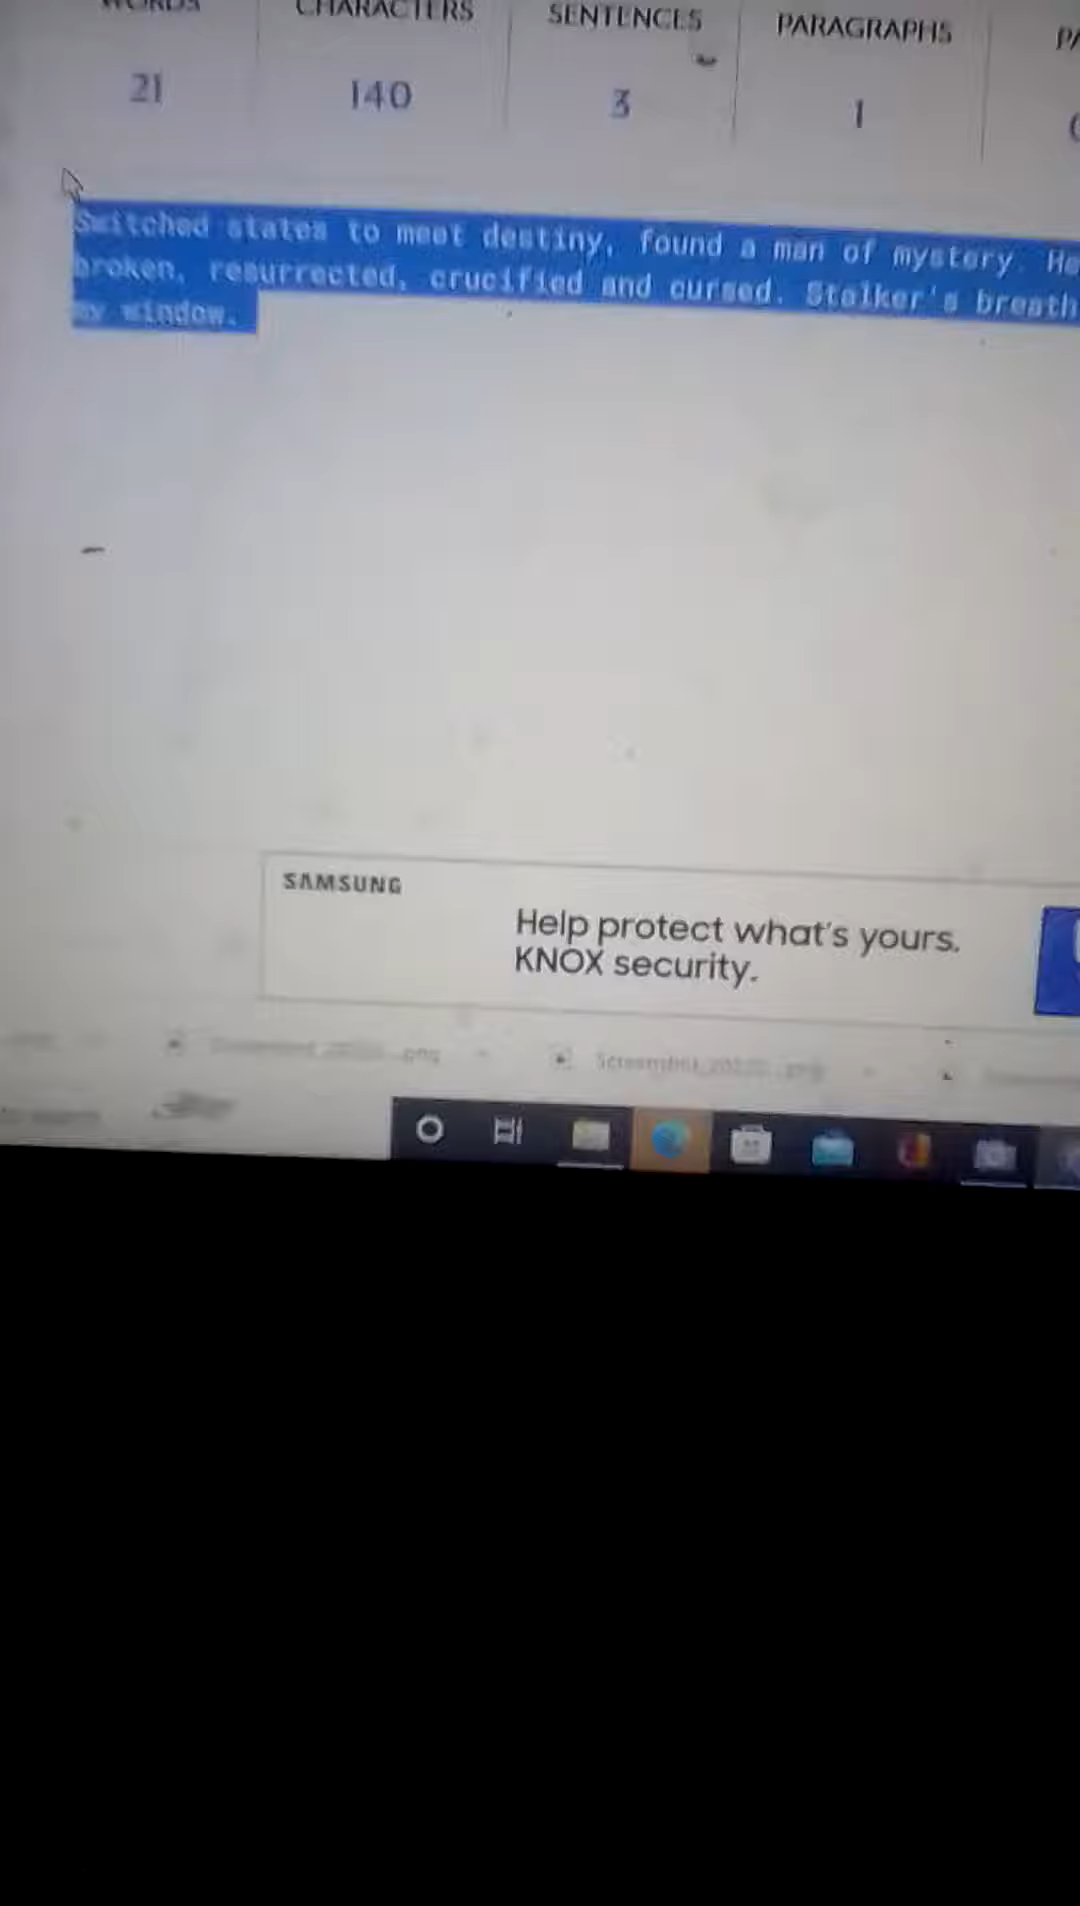 WORDS CHARACTERS SENTENCES PARAGRAPHS
21 140 3 1
Switched states to meet destiny, found a man of mystery. He
broken, resurrected, crucified and cursed. Stalker's breath
my window.
SAMSUNG
Help protect what's yours.
KNOX security.